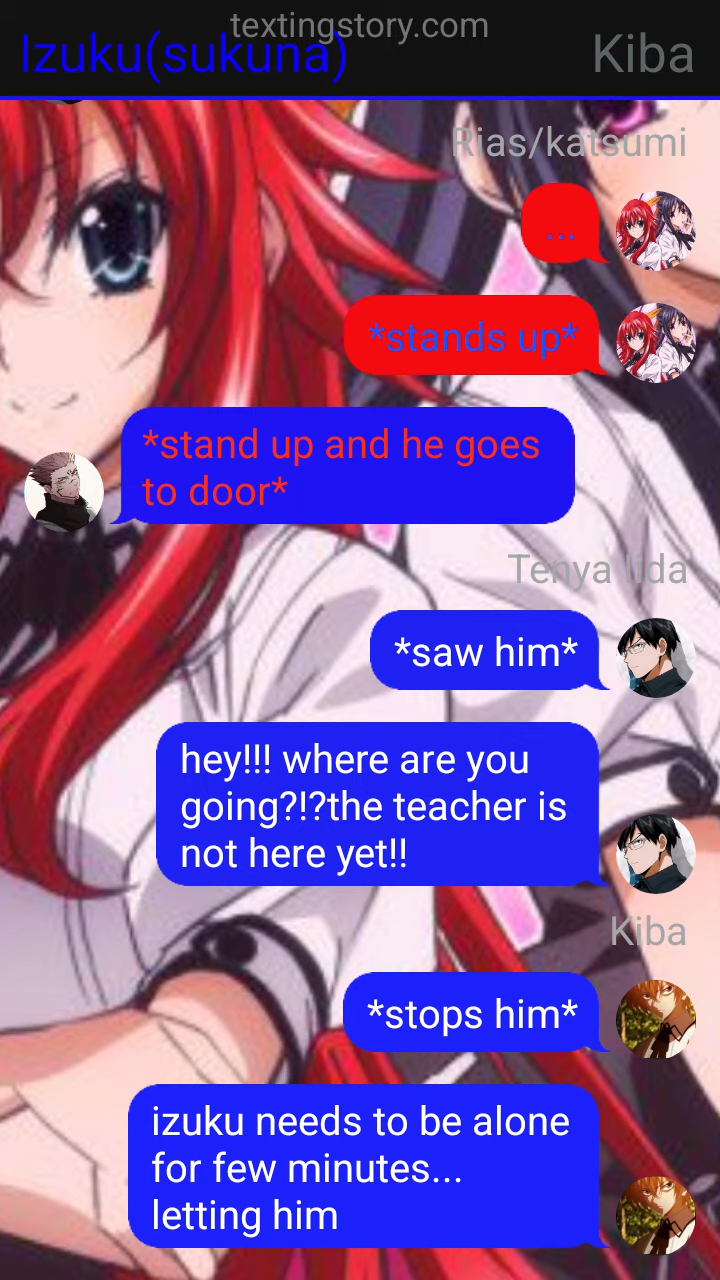 textingstory.com
Izuku(sukuna)
Kiba
Rias/katsumi
...
*stands up*
*stand up and he goes
to door*
Tenya Iida
*saw him*
hey!!! where are you
going?!?the teacher is
not here yet!!
Kiba
*stops him*
izuku needs to be alone
for few minutes...
letting him